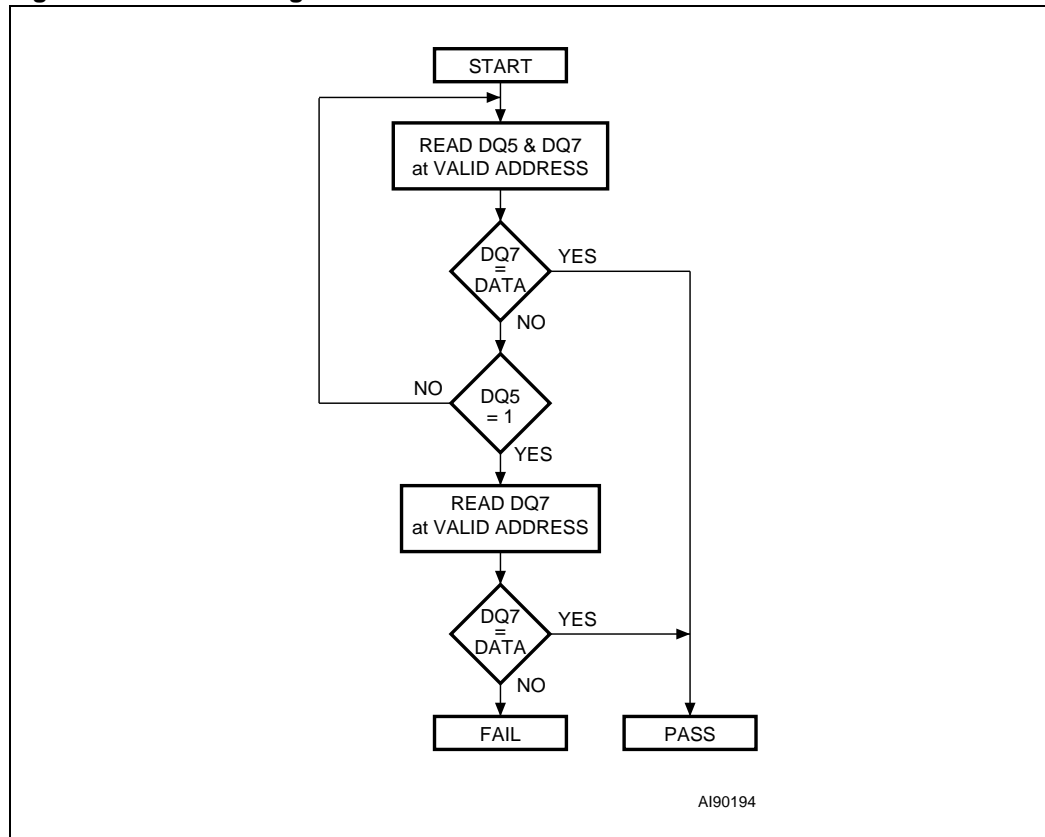 START
READ DQ5 & DQ7
at VALID ADDRESS
DQ7
=
DATA
YES
NO
DQ5
= 1
NO
YES
READ DQ7
at VALID ADDRESS
DQ7
=
DATA
YES
NO
FAIL
PASS
AI90194